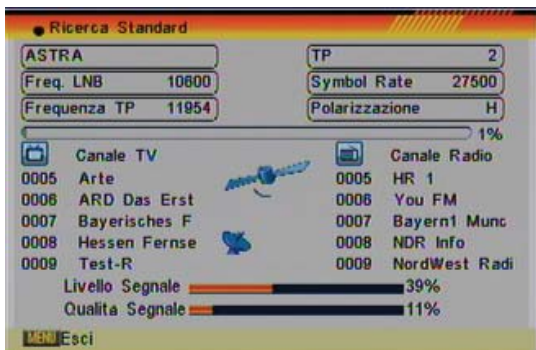 Ricerca Standard
ASTRA
TP 2
Freq. LNB 10600
Symbol Rate 27500
Frequenza TP 11954
Polarizzazione H
1%
Canale TV
Canale Radio
0005 Arte
0005 HR 1
0006 ARD Das Erst
0006 You FM
0007 Bayerisches F
0007 Bayern1 Munc
0008 Hessen Fernse
0008 NDR Info
0009 Test-R
0009 NordWest Radi
Livello Segnale 39%
Qualita Segnale 11%
MENU Esci